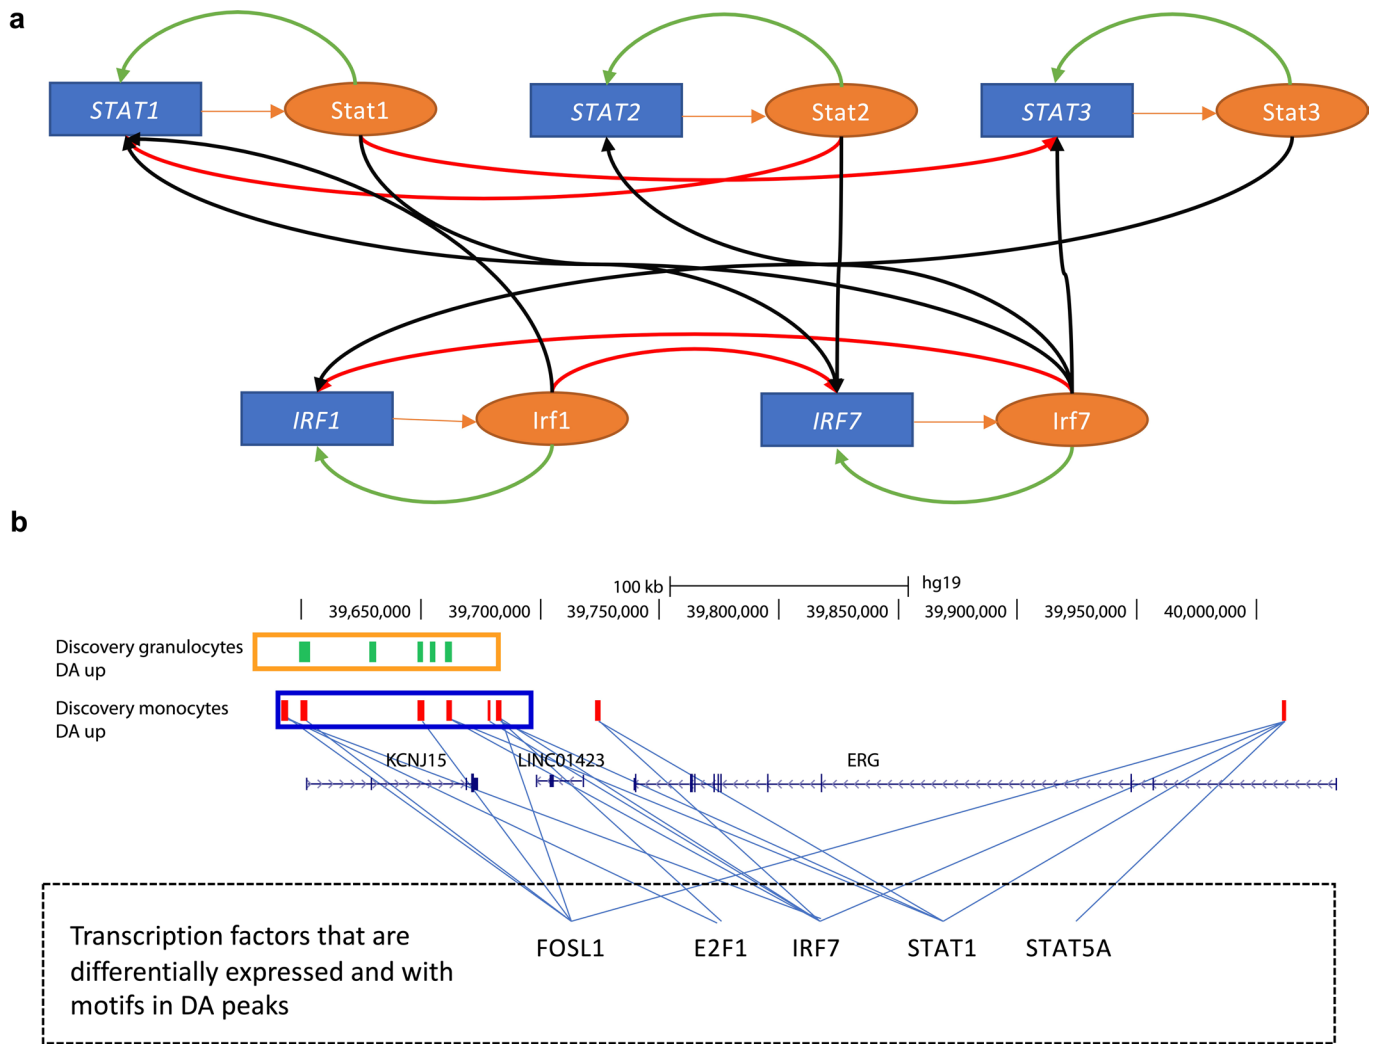 a
STAT1
Stat1
STAT2
Stat2
STAT3
Stat3
IRF1
Irf1
IRF7
Irf7
b
100 kb
hg19
39,650,000
39,700,000
39,750,000
39,800,000
39,850,000
39,900,000
39,950,000
40,000,000
Discovery granulocytes
DA up
Discovery monocytes
DA up
KCNJ15
LINC01423
ERG
Transcription factors that are
differentially expressed and with
motifs in DA peaks
FOSL1
E2F1
IRF7
STAT1
STAT5A